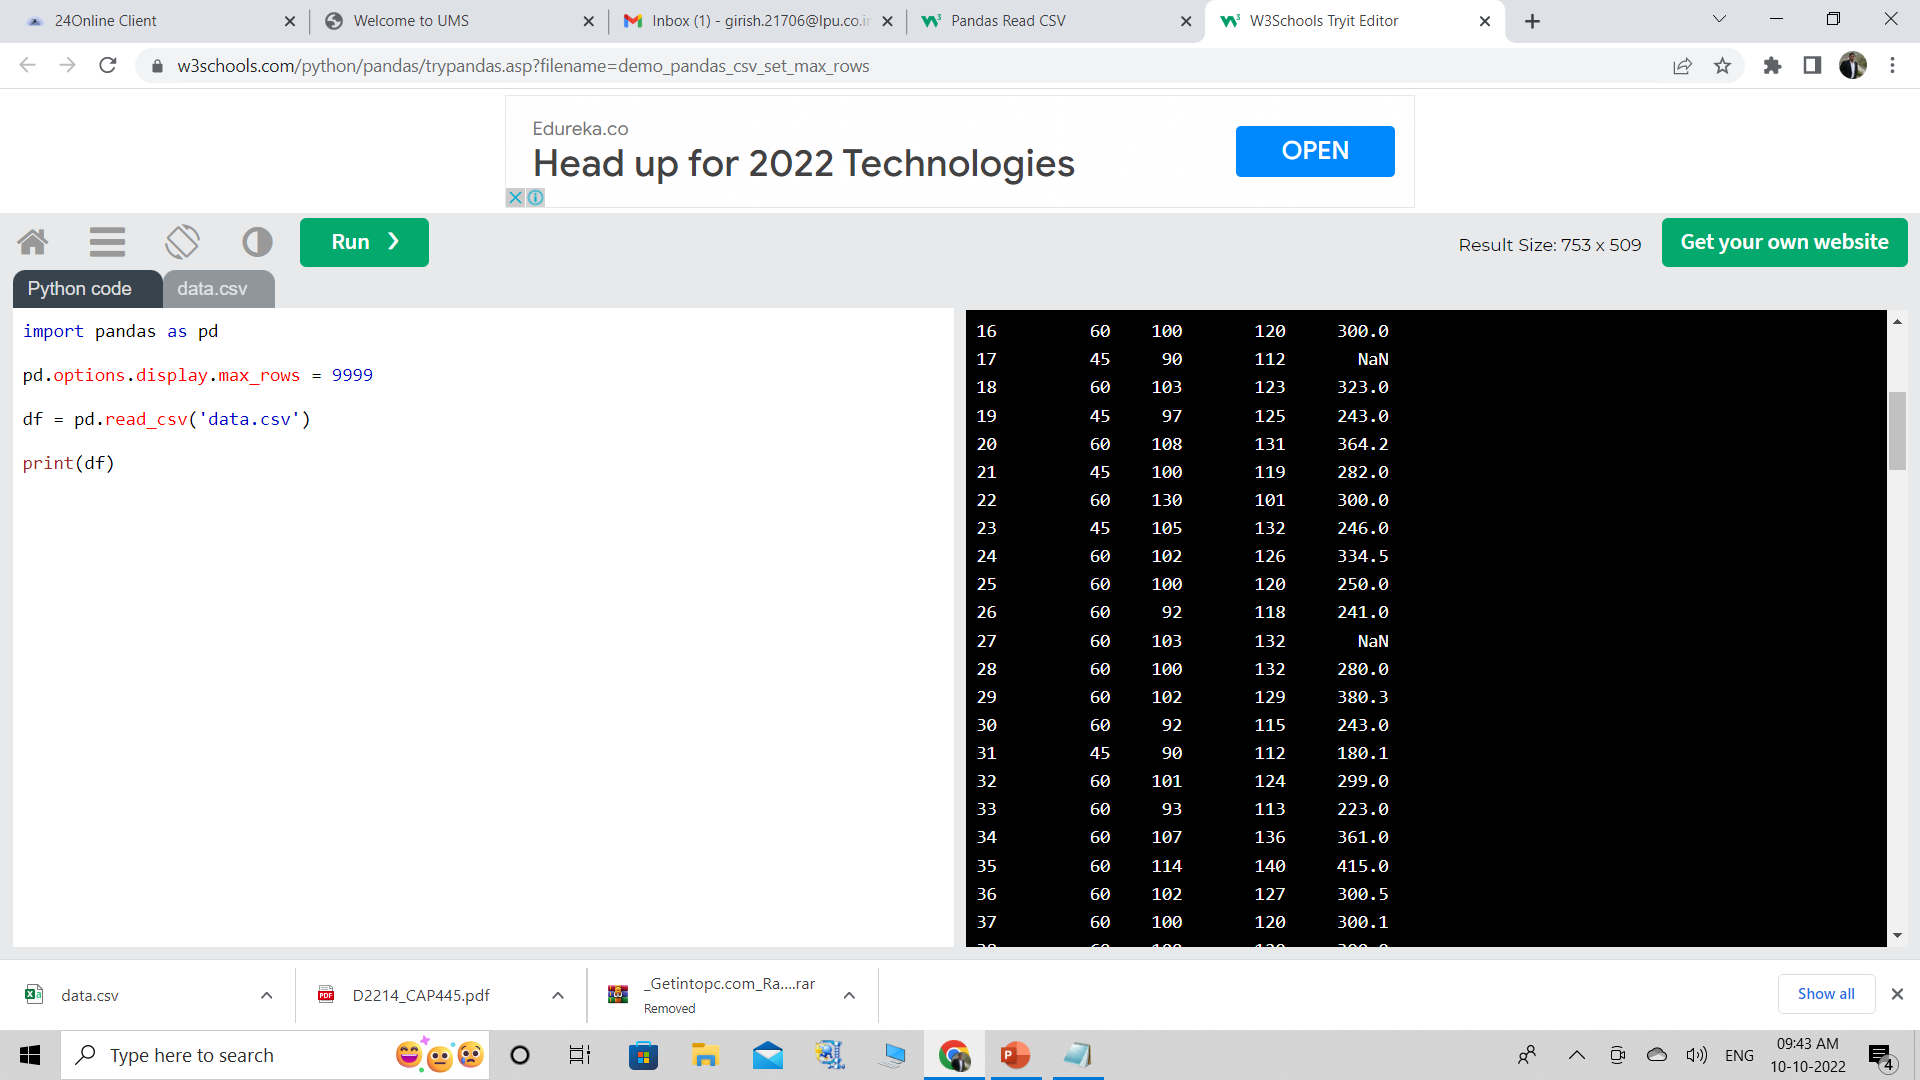 24Online Client
Welcome to UMS
Inbox (1) - girish.21706@lpu.co.in
Pandas Read CSV
W3Schools Tryit Editor
w3schools.com/python/pandas/trypandas.asp?filename=demo_pandas_csv_set_max_rows
Edureka.co
Head up for 2022 Technologies
OPEN
Run ❯
Result Size: 753 x 509
Get your own website
Python code
data.csv
import pandas as pd
pd.options.display.max_rows = 9999
df = pd.read_csv('data.csv')
print(df)
16 60 100 120 300.0
17 45 90 112 NaN
18 60 103 123 323.0
19 45 97 125 243.0
20 60 108 131 364.2
21 45 100 119 282.0
22 60 130 101 300.0
23 45 105 132 246.0
24 60 102 126 334.5
25 60 100 120 250.0
26 60 92 118 241.0
27 60 103 132 NaN
28 60 100 132 280.0
29 60 102 129 380.3
30 60 92 115 243.0
31 45 90 112 180.1
32 60 101 124 299.0
33 60 93 113 223.0
34 60 107 136 361.0
35 60 114 140 415.0
36 60 102 127 300.5
37 60 100 120 300.1
data.csv
D2214_CAP445.pdf
_Getintopc.com_Ra....rar
Removed
Show all
Type here to search
ENG
09:43 AM
10-10-2022
4